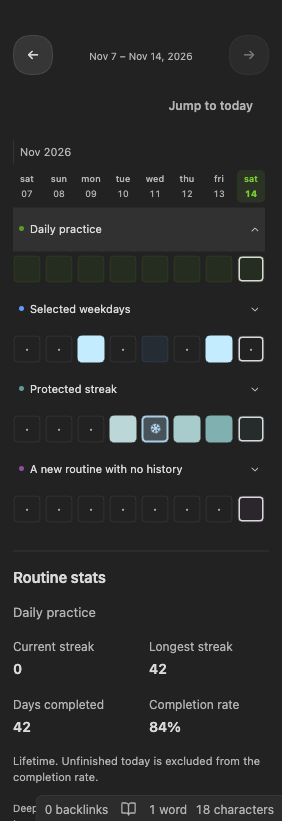 Nov 7 – Nov 14, 2026
Jump to today
Nov 2026
sat sun mon tue wed thu fri sat
07 08 09 10 11 12 13 14
Daily practice
Selected weekdays
Protected streak
A new routine with no history
Routine stats
Daily practice
Current streak Longest streak
0 42
Days completed Completion rate
42 84%
Lifetime. Unfinished today is excluded from the
completion rate.
0 backlinks 1 word 18 characters